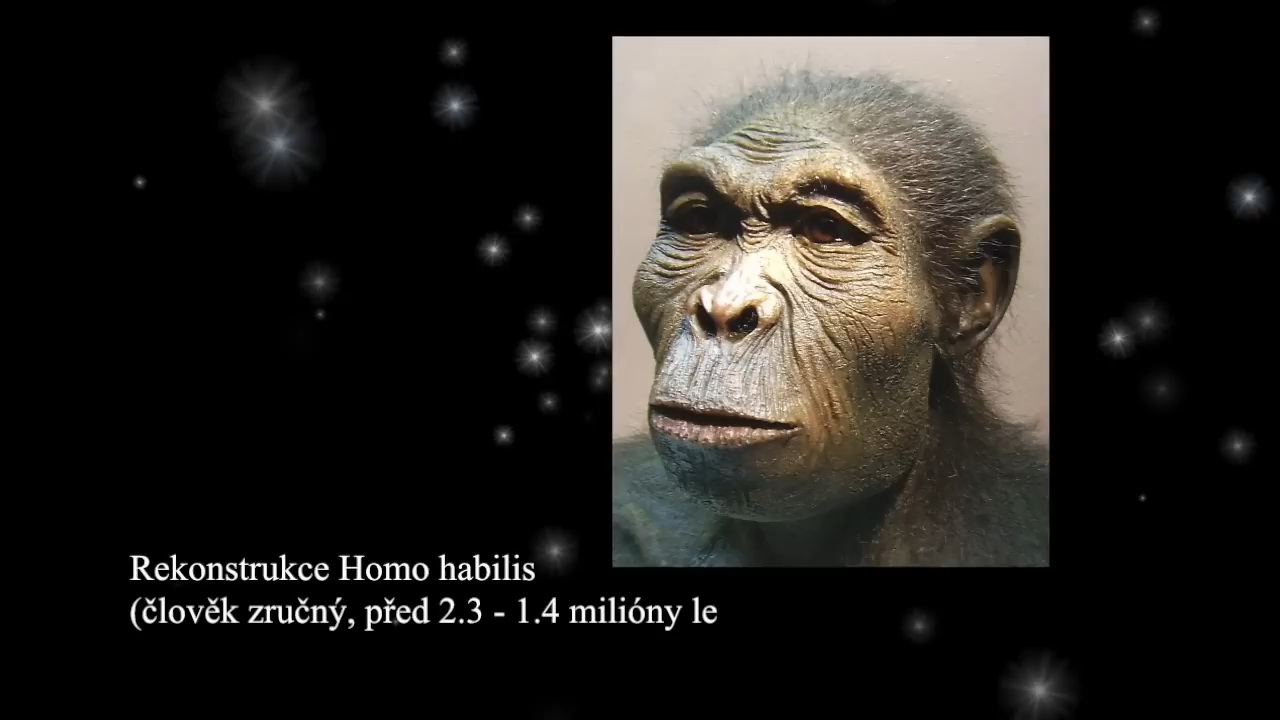 Rekonstrukce Homo habilis
(člověk zručný, před 2.3 - 1.4 milióny le